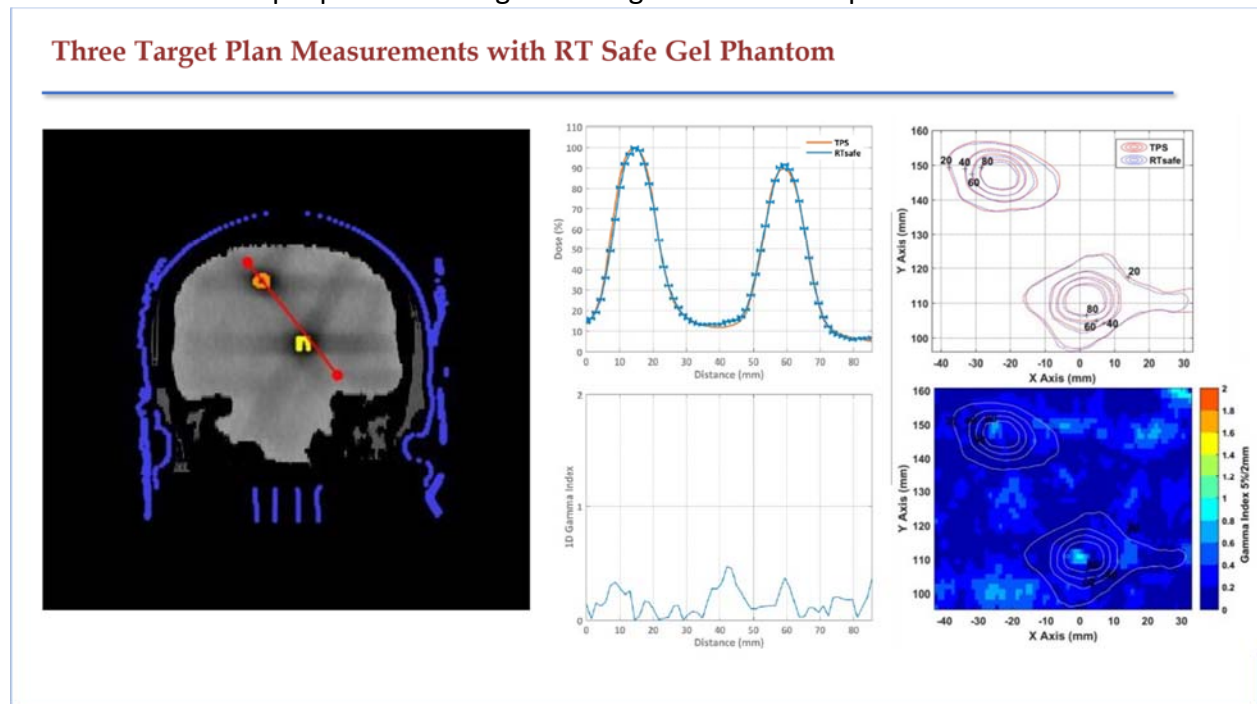 Three Target Plan Measurements with RT Safe Gel Phantom
110
100
90
80
70
60
50
40
30
20
10
0
TPS
RTsafe
Dose (%)
0 10 20 30 40 50 60 70 80
Distance (mm)
2
1
0
1D Gamma Index
0 10 20 30 40 50 60 70 80
Distance (mm)
160
150
140
130
120
110
100
Y Axis (mm)
TPS
RTsafe
20 40 80
60
20
80
60 40
-40 -30 -20 -10 0 10 20 30
X Axis (mm)
160
150
140
130
120
110
100
Y Axis (mm)
-40 -30 -20 -10 0 10 20 30
X Axis (mm)
2
1.8
1.6
1.4
1.2
1
0.8
0.6
0.4
0.2
0
Gamma Index 5%/2mm